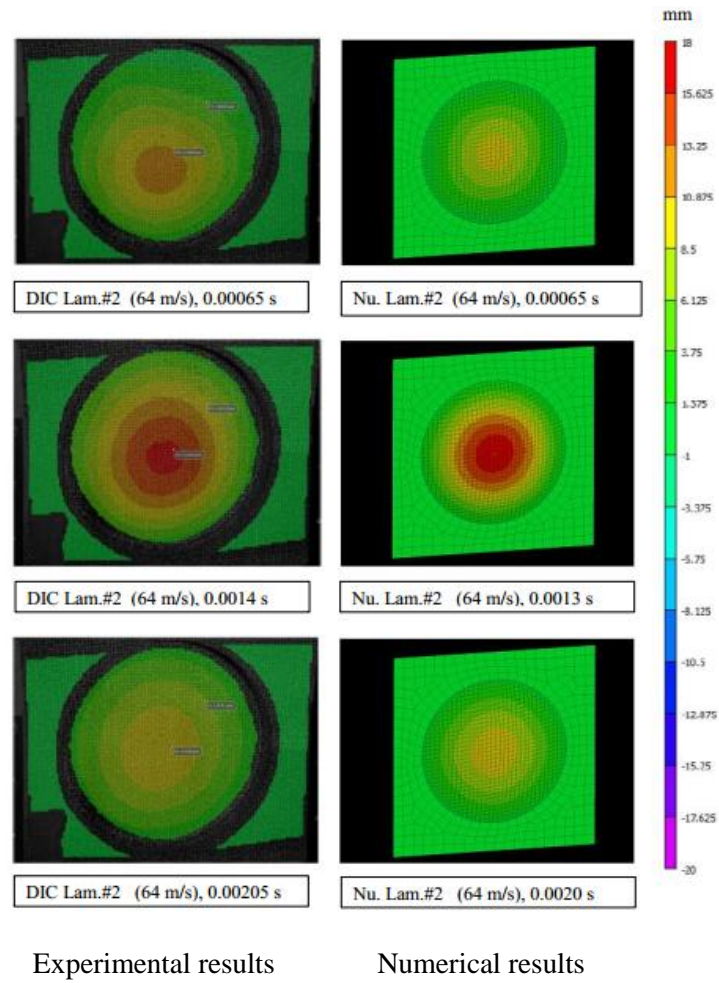 mm
18
15.625
13.25
10.875
8.5
6.125
3.75
1.375
-1
-3.375
-5.75
-8.125
-10.5
-12.875
-15.25
-17.625
-20
DIC Lam.#2 (64 m/s), 0.00065 s
Nu. Lam.#2 (64 m/s), 0.00065 s
DIC Lam.#2 (64 m/s), 0.0014 s
Nu. Lam.#2 (64 m/s), 0.0013 s
DIC Lam.#2 (64 m/s), 0.00205 s
Nu. Lam.#2 (64 m/s), 0.0020 s
Experimental results
Numerical results